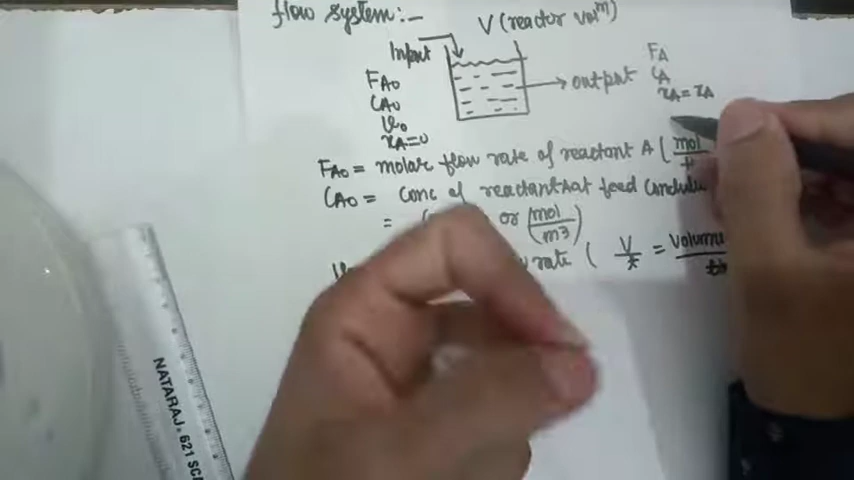 flow system:-
V (reactor volm)
Input
FA0
CA0
v0
xA=0
output
FA
CA
xA = xA
FA0 = molar flow rate of reactant A (mol
CA0 = Conc of reactant A at feed
= ( or (mol/m3)
rate ( V/t = Volume
NATARAJ 621